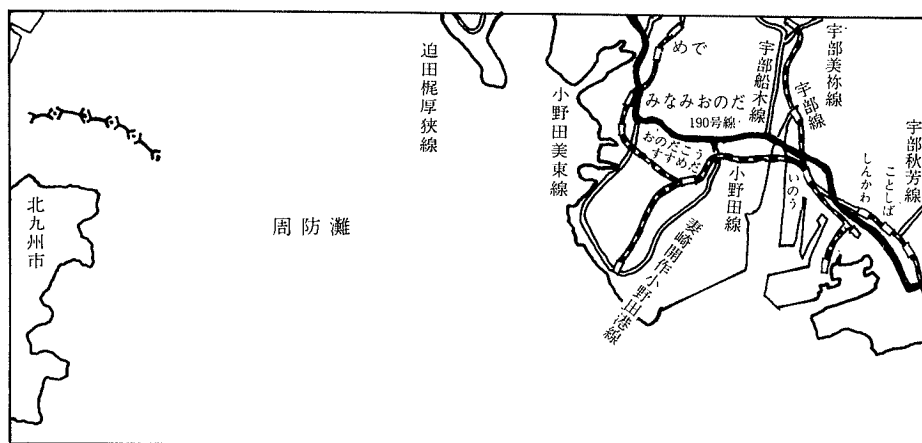 迫田梶厚狭線
めで
宇部船木線
宇部美祢線
宇部線
小野田美東線
みなみおのだ
190号線
おのだこう
すすめだ
小野田線
いのう
宇部秋芳線
ことしば
しんかわ
北九州市
周防灘
妻崎開作小野田港線